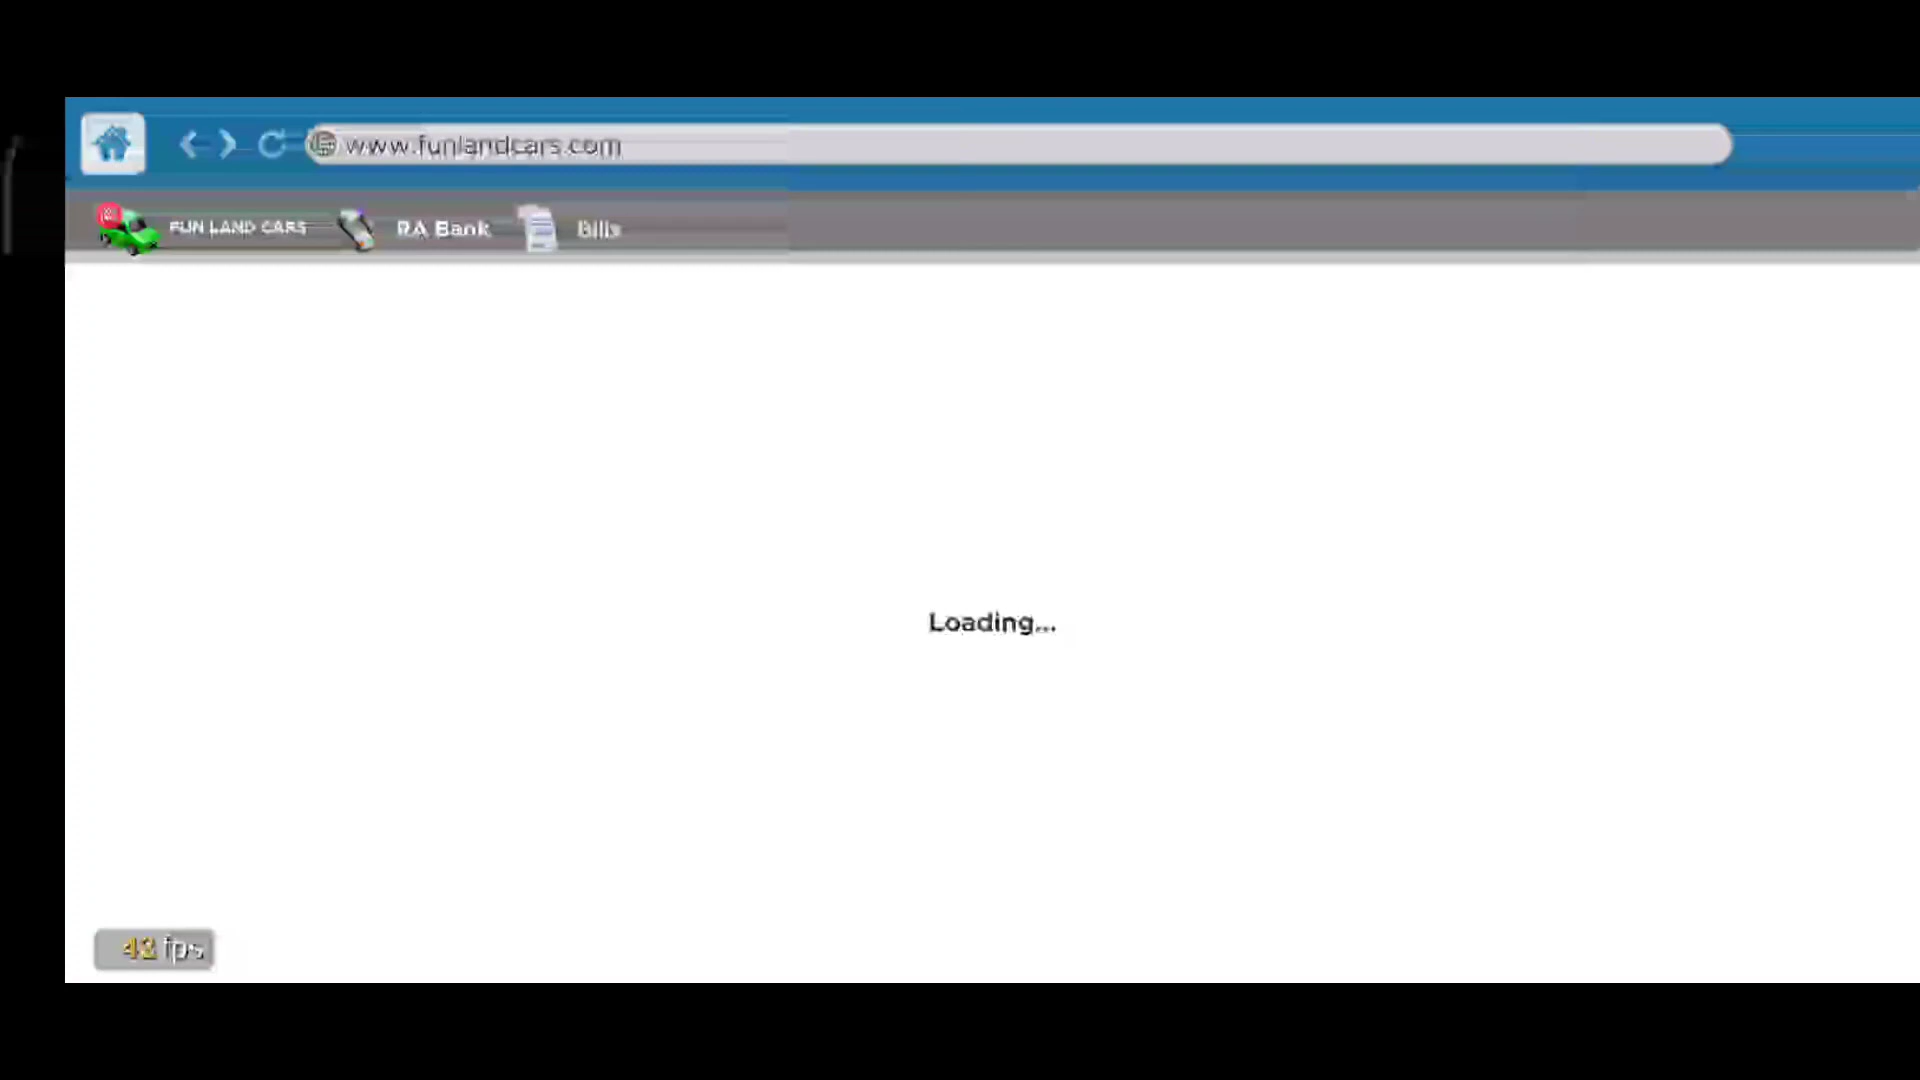 www.funlandcars.com
FUN LAND CARS
RA Bank
Bills
Loading...
42 fps